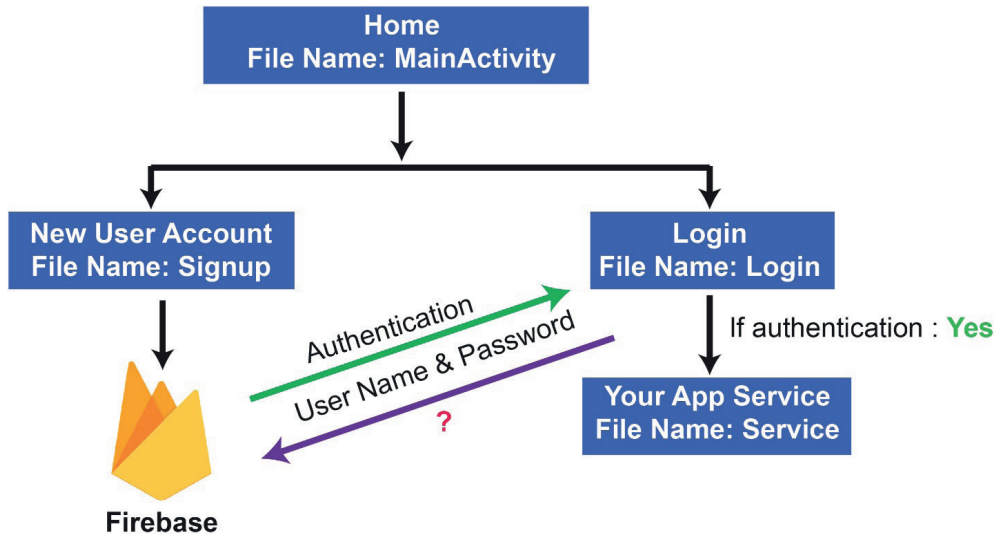 Home
File Name: MainActivity
New User Account
File Name: Signup
Login
File Name: Login
Authentication
User Name & Password
?
If authentication : Yes
Your App Service
File Name: Service
Firebase